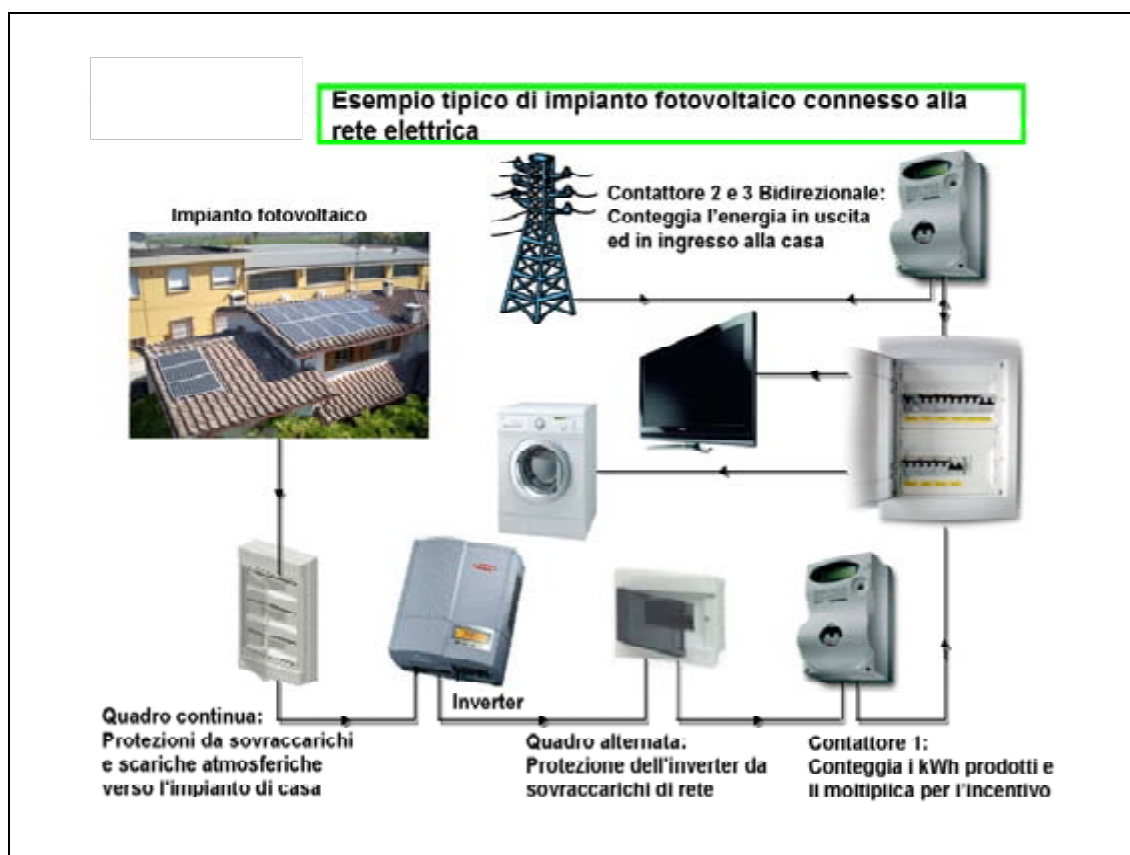 Esempio tipico di impianto fotovoltaico connesso alla
rete elettrica
Impianto fotovoltaico
Contattore 2 e 3 Bidirezionale:
Conteggia l'energia in uscita
ed in ingresso alla casa
Inverter
Quadro continua:
Protezioni da sovraccarichi
e scariche atmosferiche
verso l'impianto di casa
Quadro alternata:
Protezione dell'inverter da
sovraccarichi di rete
Contattore 1:
Conteggia i kWh prodotti e
li moltiplica per l'incentivo